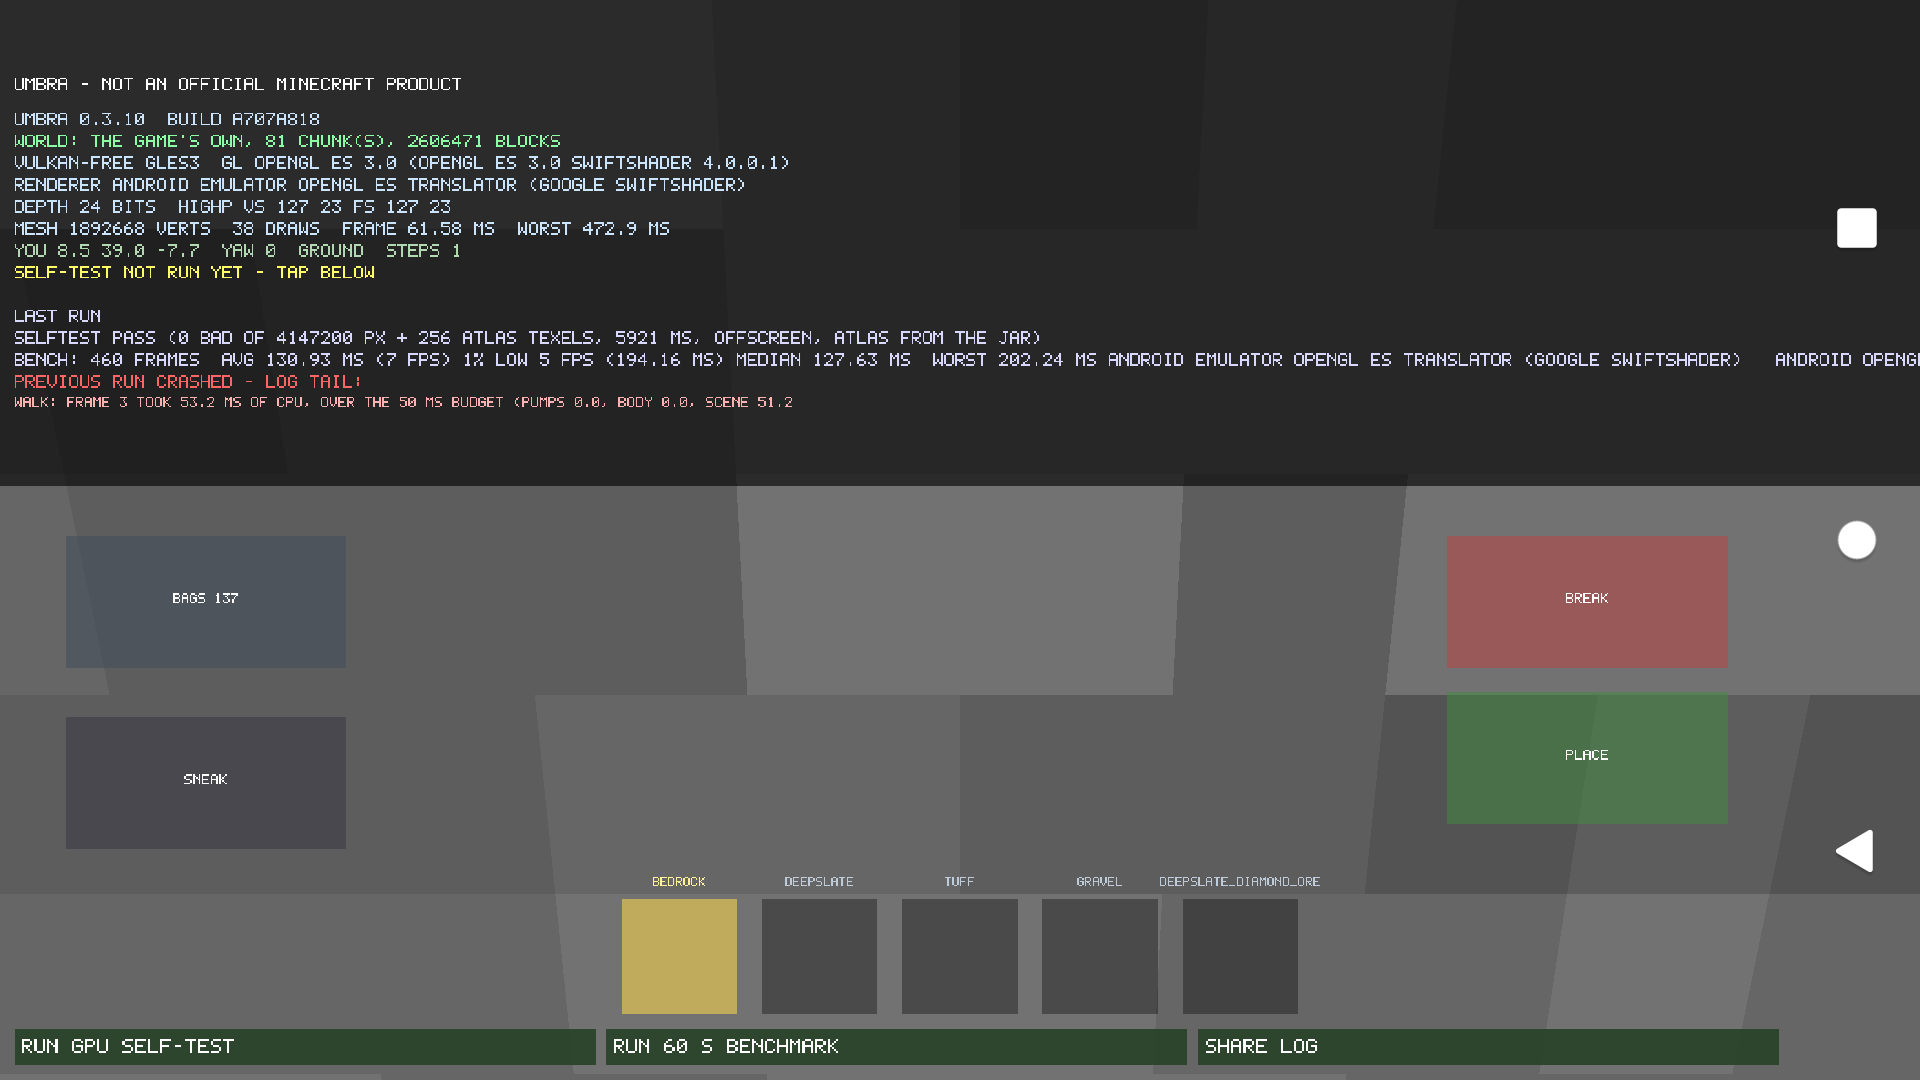 UMBRA - NOT AN OFFICIAL MINECRAFT PRODUCT
UMBRA 0.3.10  BUILD A707A818
WORLD: THE GAME'S OWN, 81 CHUNK(S), 2606471 BLOCKS
VULKAN-FREE GLES3  GL OPENGL ES 3.0 (OPENGL ES 3.0 SWIFTSHADER 4.0.0.1)
RENDERER ANDROID EMULATOR OPENGL ES TRANSLATOR (GOOGLE SWIFTSHADER)
DEPTH 24 BITS  HIGHP VS 127 23 FS 127 23
MESH 1892668 VERTS  38 DRAWS  FRAME 61.58 MS  WORST 472.9 MS
YOU 8.5 39.0 -7.7  YAW 0  GROUND  STEPS 1
SELF-TEST NOT RUN YET - TAP BELOW
LAST RUN
SELFTEST PASS (0 BAD OF 4147200 PX + 256 ATLAS TEXELS, 5921 MS, OFFSCREEN, ATLAS FROM THE JAR)
BENCH: 460 FRAMES  AVG 130.93 MS (7 FPS) 1% LOW 5 FPS (194.16 MS) MEDIAN 127.63 MS  WORST 202.24 MS ANDROID EMULATOR OPENGL ES TRANSLATOR (GOOGLE SWIFTSHADER)   ANDROID OPENG
PREVIOUS RUN CRASHED - LOG TAIL:
WALK: FRAME 3 TOOK 53.2 MS OF CPU, OVER THE 50 MS BUDGET (PUMPS 0.0, BODY 0.0, SCENE 51.2
BAGS 137
BREAK
SNEAK
PLACE
BEDROCK
DEEPSLATE
TUFF
GRAVEL
DEEPSLATE_DIAMOND_ORE
RUN GPU SELF-TEST
RUN 60 S BENCHMARK
SHARE LOG